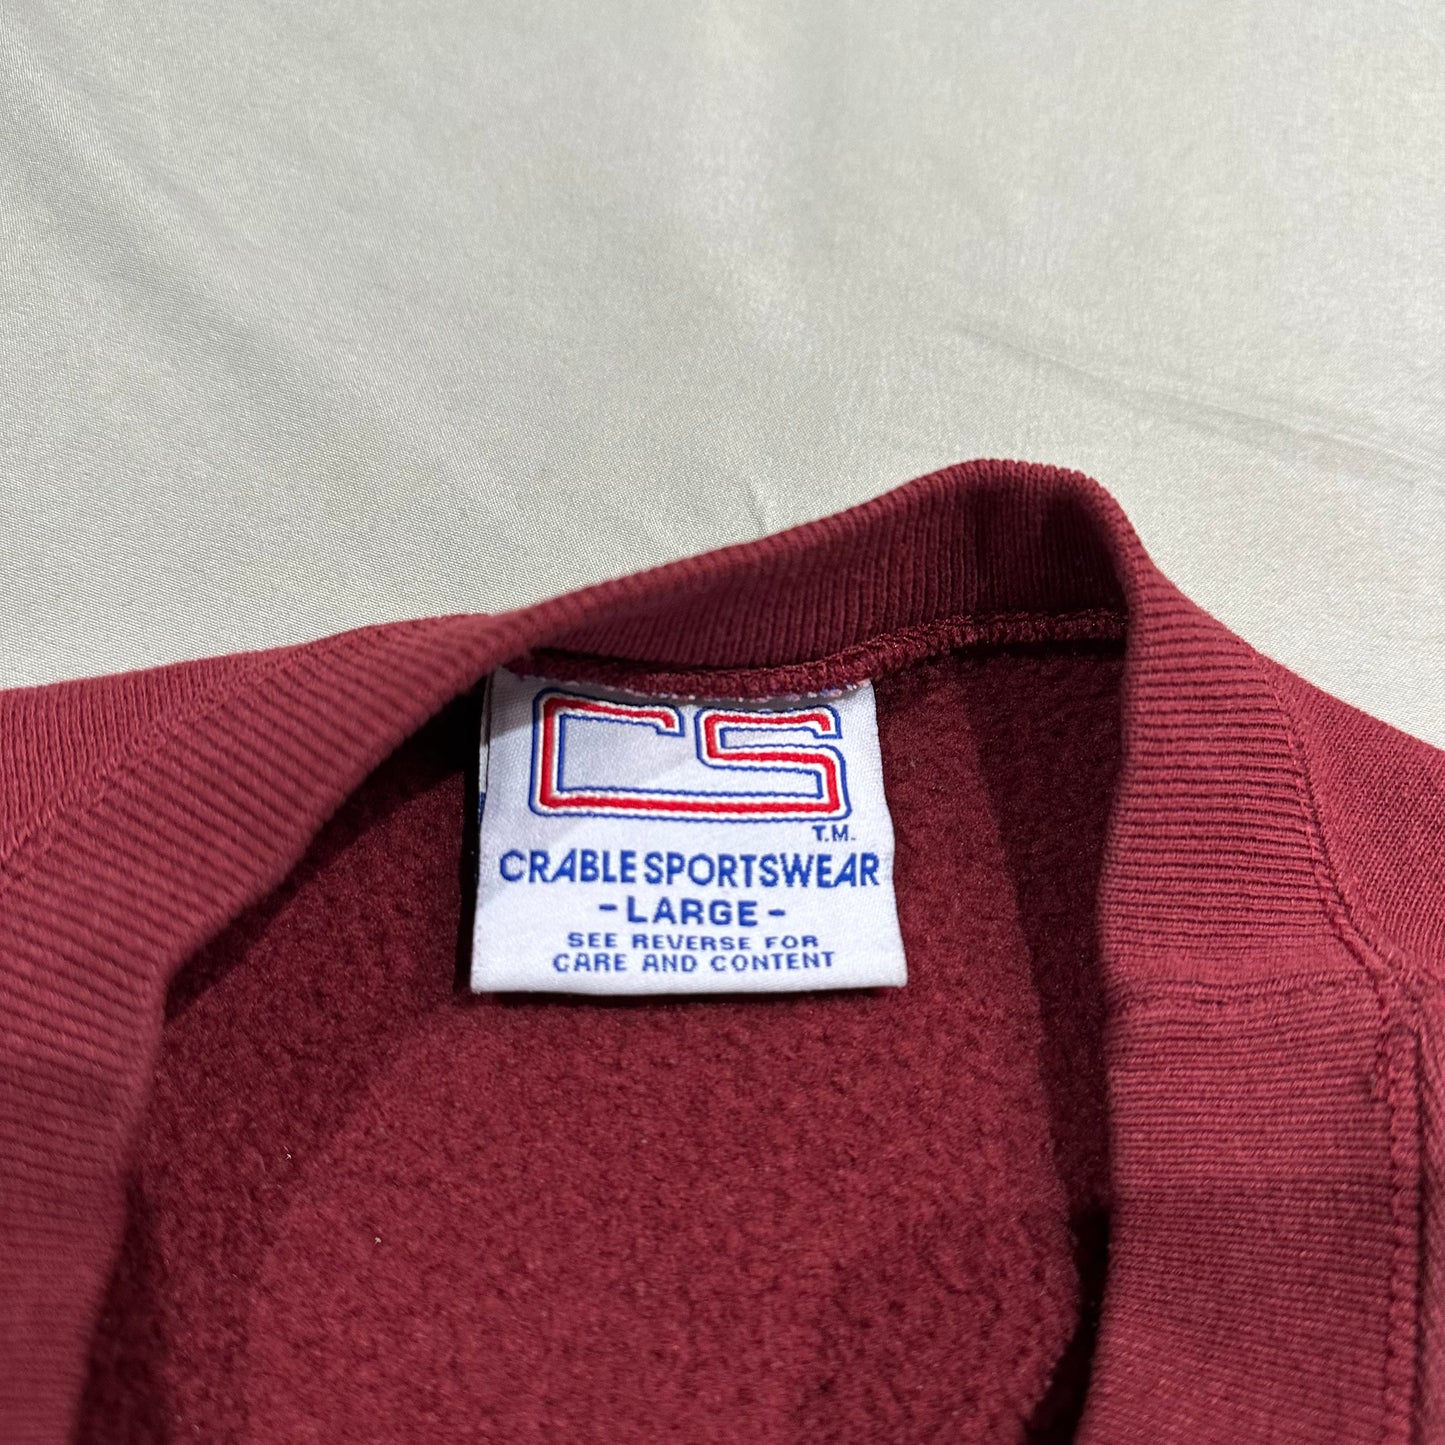 CS
T.M.
CRABLE SPORTSWEAR
- LARGE -
SEE REVERSE FOR
CARE AND CONTENT